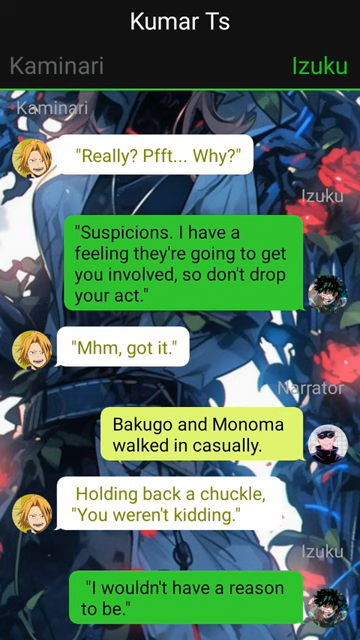 Kumar Ts
Kaminari
Izuku
Kaminari
"Really? Pfft... Why?"
Izuku
"Suspicions. I have a
feeling they're going to get
you involved, so don't drop
your act."
"Mhm, got it."
Narrator
Bakugo and Monoma
walked in casually.
Holding back a chuckle,
"You weren't kidding."
Izuku
"I wouldn't have a reason
to be."